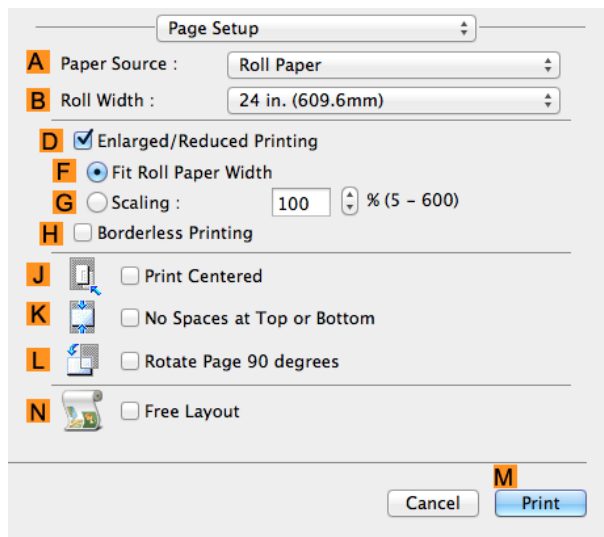 Page Setup
A Paper Source : Roll Paper
B Roll Width : 24 in. (609.6mm)
D Enlarged/Reduced Printing
F Fit Roll Paper Width
G Scaling : 100 % (5 – 600)
H Borderless Printing
J Print Centered
K No Spaces at Top or Bottom
L Rotate Page 90 degrees
N Free Layout
M
Cancel Print